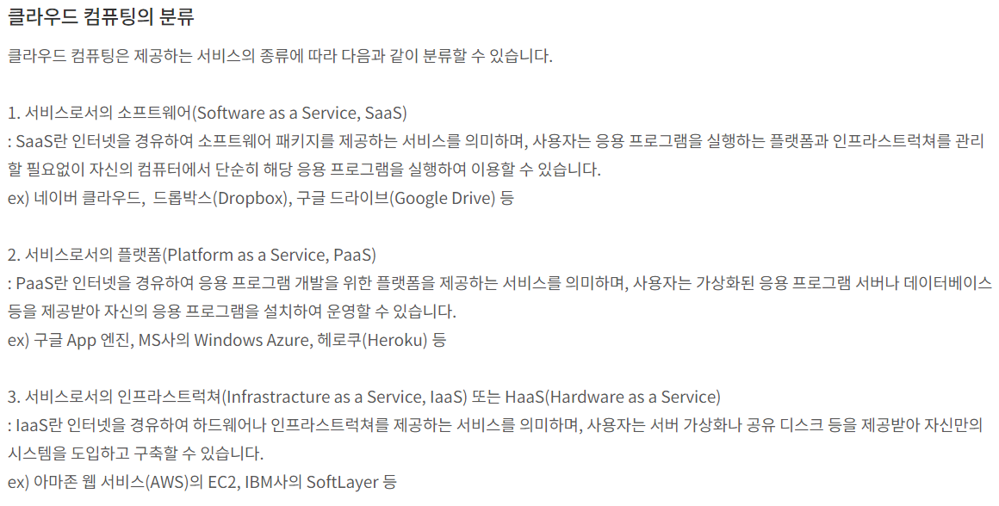 클라우드 컴퓨팅의 분류
클라우드 컴퓨팅은 제공하는 서비스의 종류에 따라 다음과 같이 분류할 수 있습니다.
1. 서비스로서의 소프트웨어(Software as a Service, SaaS)
: SaaS란 인터넷을 경유하여 소프트웨어 패키지를 제공하는 서비스를 의미하며, 사용자는 응용 프로그램을 실행하는 플랫폼과 인프라스트럭쳐를 관리
할 필요없이 자신의 컴퓨터에서 단순히 해당 응용 프로그램을 실행하여 이용할 수 있습니다.
ex) 네이버 클라우드, 드롭박스(Dropbox), 구글 드라이브(Google Drive) 등
2. 서비스로서의 플랫폼(Platform as a Service, PaaS)
: PaaS란 인터넷을 경유하여 응용 프로그램 개발을 위한 플랫폼을 제공하는 서비스를 의미하며, 사용자는 가상화된 응용 프로그램 서버나 데이터베이스
등을 제공받아 자신의 응용 프로그램을 설치하여 운영할 수 있습니다.
ex) 구글 App 엔진, MS사의 Windows Azure, 헤로쿠(Heroku) 등
3. 서비스로서의 인프라스트럭쳐(Infrastracture as a Service, IaaS) 또는 HaaS(Hardware as a Service)
: IaaS란 인터넷을 경유하여 하드웨어나 인프라스트럭쳐를 제공하는 서비스를 의미하며, 사용자는 서버 가상화나 공유 디스크 등을 제공받아 자신만의
시스템을 도입하고 구축할 수 있습니다.
ex) 아마존 웹 서비스(AWS)의 EC2, IBM사의 SoftLayer 등